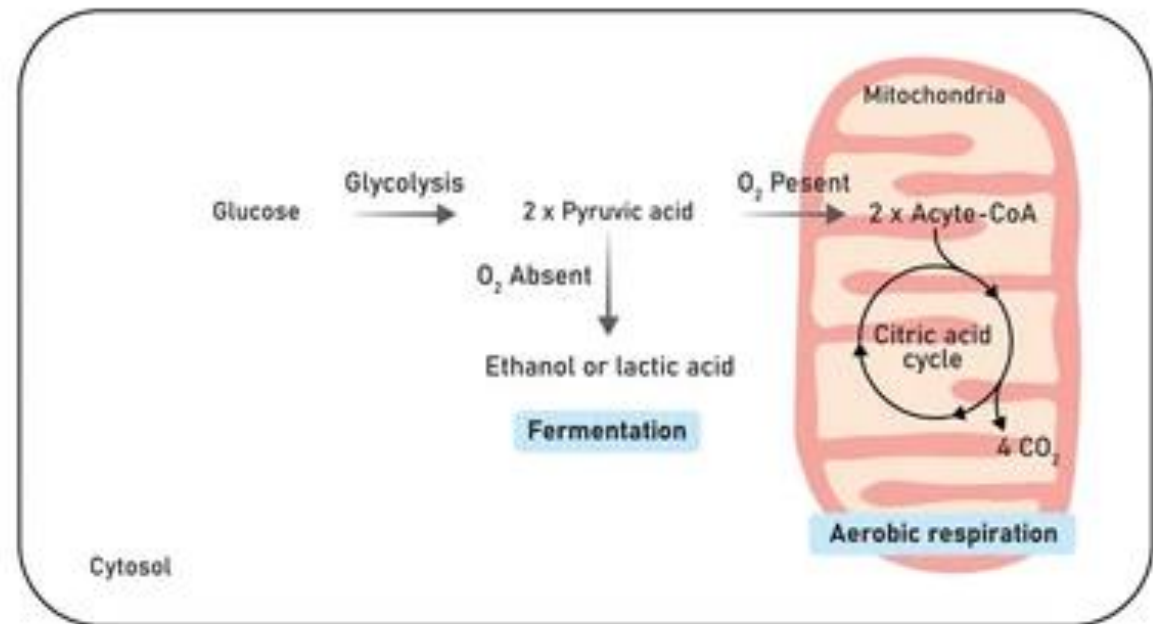 Mitochondria
Glycolysis
O₂ Pesent
Glucose
2 x Pyruvic acid
2 x Acyte-CoA
O₂ Absent
Citric acid
cycle
Ethanol or lactic acid
Fermentation
4 CO₂
Aerobic respiration
Cytosol